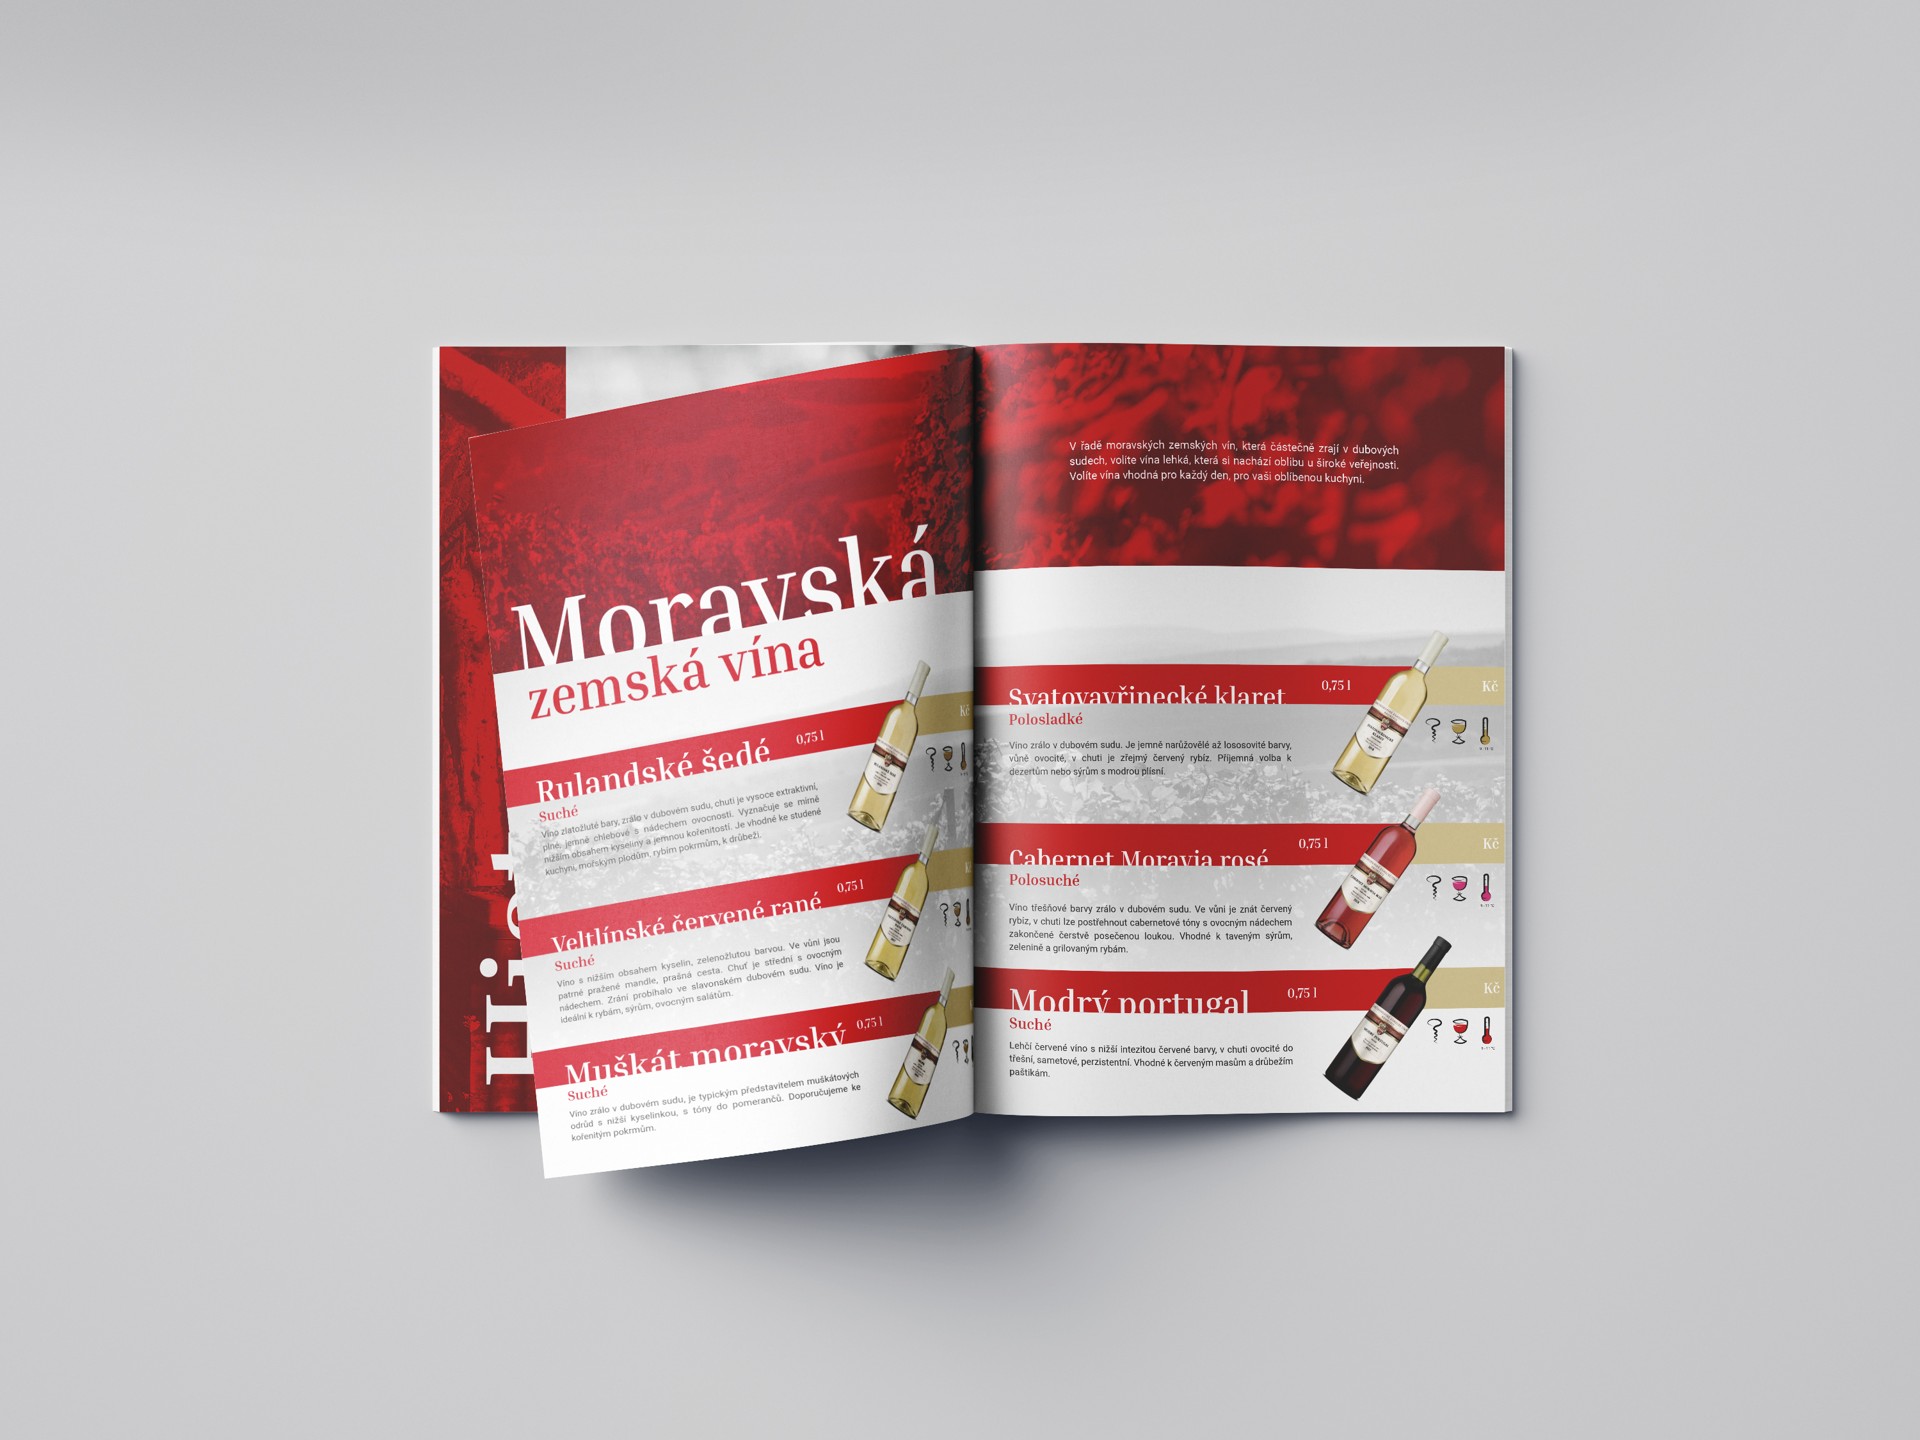 Moravská
zemská vína
Rulandské šedé 0,75 l Kč
Suché
Víno zlatožluté bary, zrálo v dubovém sudu, chuti je vysoce extraktivní,
plné, jemně chlebové s nádechem ovocnosti. Vyznačuje se mírně
nižším obsahem kyseliny a jemnou kořenitostí. Je vhodné ke studené
kuchyni, mořským plodům, rybím pokrmům, k drůbeži.
Veltlínské červené rané 0,75 l
Suché
Víno s nižším obsahem kyselin, zelenožlutou barvou. Ve vůni jsou
patrné pražené mandle, prašná cesta. Chuť je střední s ovocným
nádechem. Zrání probíhalo ve slavonském dubovém sudu. Víno je
ideální k rybám, sýrům, ovocným salátům.
Muškát moravský 0,75 l
Suché
Víno zrálo v dubovém sudu, je typickým představitelem muškátových
odrůd s nižší kyselinkou, s tóny do pomerančů. Doporučujeme ke
kořenitým pokrmům.
V řadě moravských zemských vín, která částečně zrají v dubových
sudech, volíte vína lehká, která si nachází oblibu u široké veřejnosti.
Volíte vína vhodná pro každý den, pro vaši oblíbenou kuchyni.
Svatovavřinecké klaret 0,75 l Kč
Polosladké
Víno zrálo v dubovém sudu. Je jemně narůžovělé až lososovité barvy,
vůně ovocité, v chuti je zřejmý červený rybíz. Příjemná volba k
dezertům nebo sýrům s modrou plísní.
Cabernet Moravia rosé 0,75 l Kč
Polosuché
Víno třešňové barvy zrálo v dubovém sudu. Ve vůni je znát červený
rybíz, v chuti lze postřehnout cabernetové tóny s ovocným nádechem
zakončené čerstvě posečenou loukou. Vhodné k taveným sýrům,
zelenině a grilovaným rybám.
Modrý portugal 0,75 l Kč
Suché
Lehčí červené víno s nižší intezitou červené barvy, v chuti ovocité do
třešní, sametové, perzistentní. Vhodné k červeným masům a drůbežím
paštikám.